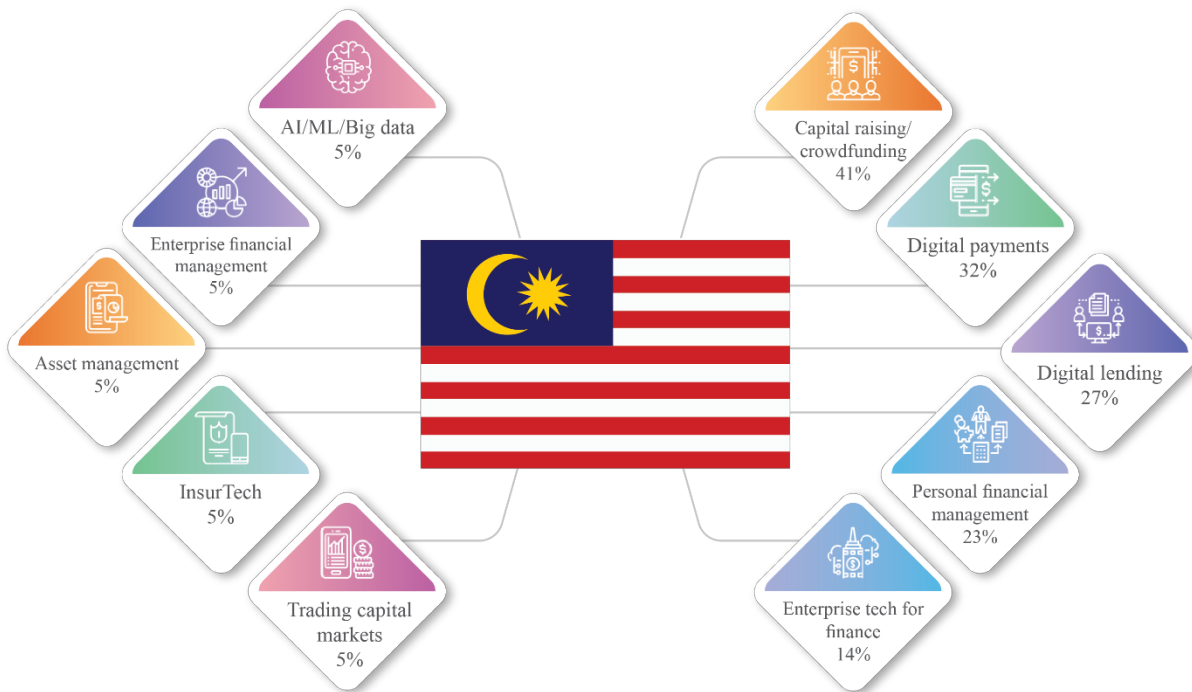 AI/ML/Big data
5%
Enterprise financial
management
5%
Asset management
5%
InsurTech
5%
Trading capital
markets
5%
Capital raising/
crowdfunding
41%
Digital payments
32%
Digital lending
27%
Personal financial
management
23%
Enterprise tech for
finance
14%